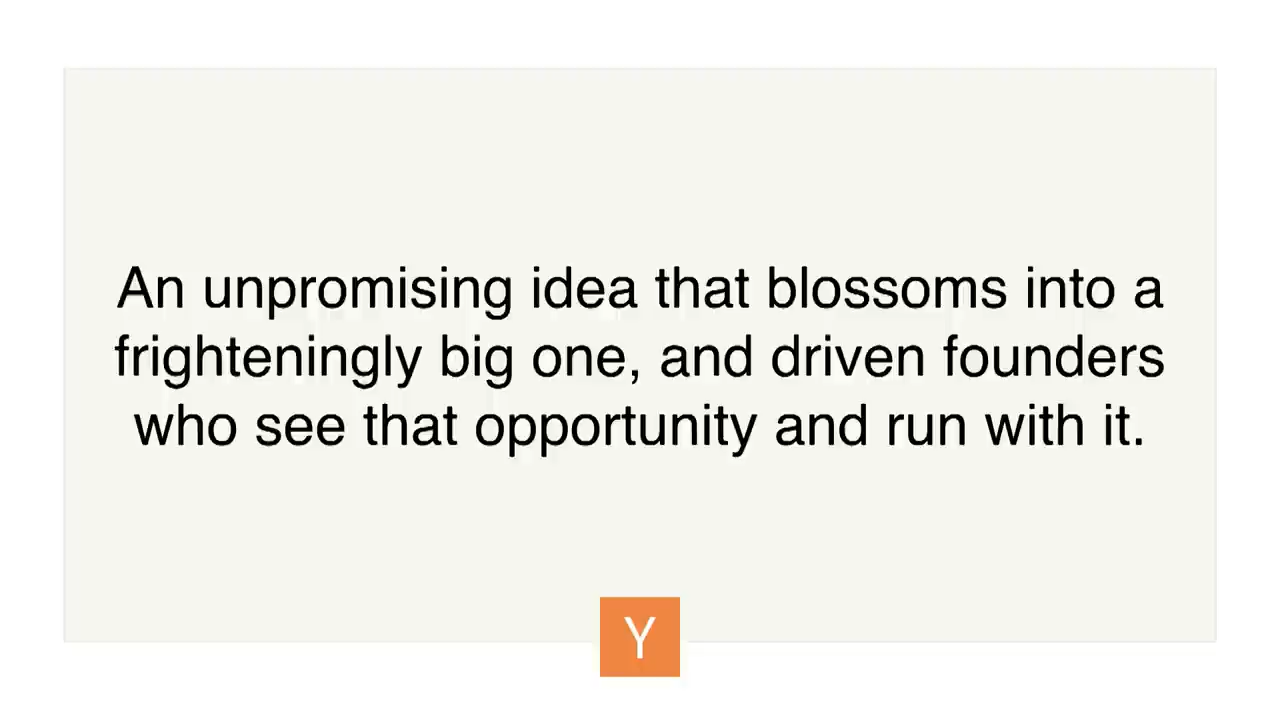 An unpromising idea that blossoms into a
frighteningly big one, and driven founders
who see that opportunity and run with it.
Y